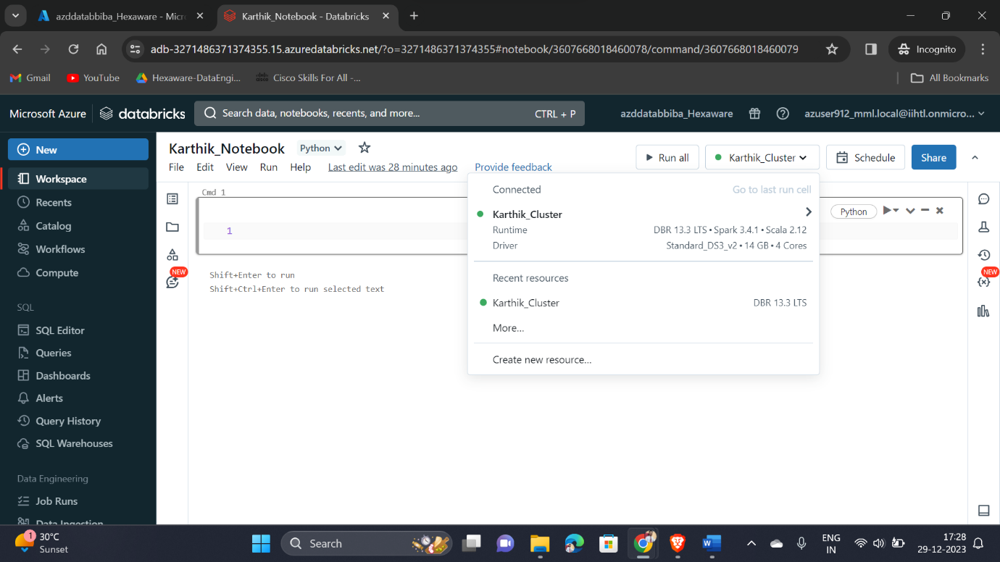 azddatabbiba_Hexaware - Micr
Karthik_Notebook - Databricks
adb-3271486371374355.15.azuredatabricks.net/?o=3271486371374355#notebook/3607668018460078/command/3607668018460079
Incognito
Gmail
YouTube
Hexaware-DataEngi...
Cisco Skills For All -...
All Bookmarks
Microsoft Azure
databricks
Search data, notebooks, recents, and more...
CTRL + P
azddatabbiba_Hexaware
azuser912_mml.local@iihtl.onmicro...
New
Workspace
Recents
Catalog
Workflows
Compute
SQL
SQL Editor
Queries
Dashboards
Alerts
Query History
SQL Warehouses
Data Engineering
Job Runs
Data Ingestion
Karthik_Notebook
Python
Run all
Karthik_Cluster
Schedule
Share
File Edit View Run Help
Last edit was 28 minutes ago
Provide feedback
NEW
Cmd 1
1
Python
Shift+Enter to run
Shift+Ctrl+Enter to run selected text
Connected
Go to last run cell
Karthik_Cluster
Runtime
DBR 13.3 LTS • Spark 3.4.1 • Scala 2.12
Driver
Standard_DS3_v2 • 14 GB • 4 Cores
Recent resources
Karthik_Cluster
DBR 13.3 LTS
More...
Create new resource...
NEW
1
30°C
Sunset
Search
ENG
IN
17:28
29-12-2023